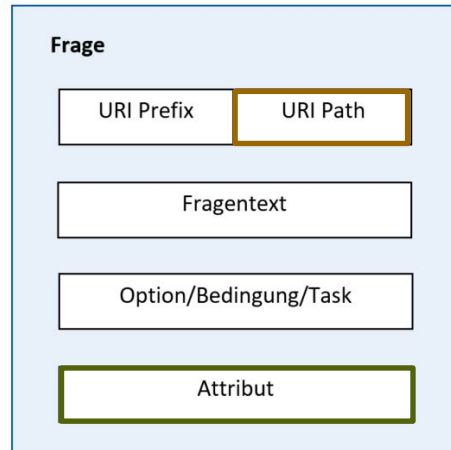 Frage
URI Prefix URI Path
Fragentext
Option/Bedingung/Task
Attribut